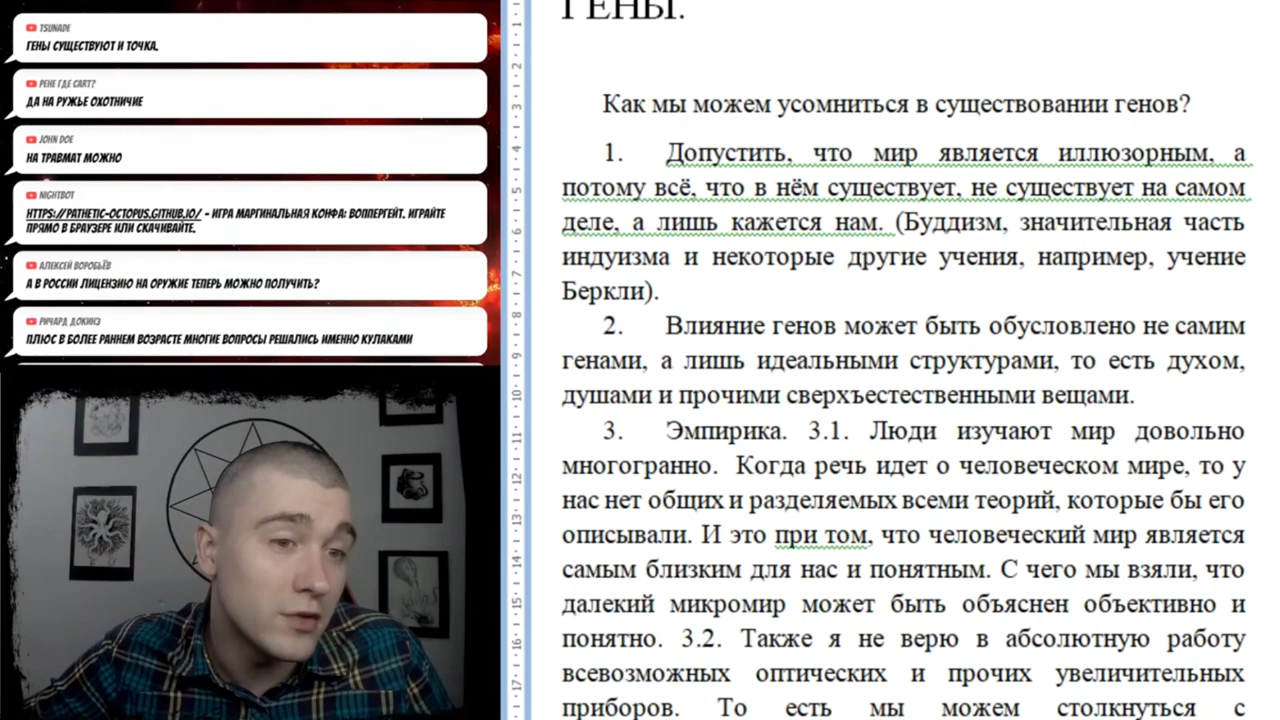 TSUNADE
ГЕНЫ СУЩЕСТВУЮТ И ТОЧКА.
РЕНЕ ГДЕ CART?
ДА НА РУЖЬЕ ОХОТНИЧИЕ
JOHN DOE
НА ТРАВМАТ МОЖНО
NIGHTBOT
HTTPS://PATHETIC-OCTOPUS.GITHUB.IO/ - ИГРА МАРГИНАЛЬНАЯ КОНФА: ВОППЕРГЕЙТ. ИГРАЙТЕ
ПРЯМО В БРАУЗЕРЕ ИЛИ СКАЧИВАЙТЕ.
АЛЕКСЕЙ ВОРОБЬЁВ
А В РОССИИ ЛИЦЕНЗИЮ НА ОРУЖИЕ ТЕПЕРЬ МОЖНО ПОЛУЧИТЬ?
РИЧАРД ДОКИНЗ
ПЛЮС В БОЛЕЕ РАННЕМ ВОЗРАСТЕ МНОГИЕ ВОПРОСЫ РЕШАЛИСЬ ИМЕННО КУЛАКАМИ
ГЕНЫ.
Как мы можем усомниться в существовании генов?
1. Допустить, что мир является иллюзорным, а
потому всё, что в нём существует, не существует на самом
деле, а лишь кажется нам. (Буддизм, значительная часть
индуизма и некоторые другие учения, например, учение
Беркли).
2. Влияние генов может быть обусловлено не самим
генами, а лишь идеальными структурами, то есть духом,
душами и прочими сверхъестественными вещами.
3. Эмпирика. 3.1. Люди изучают мир довольно
многогранно. Когда речь идет о человеческом мире, то у
нас нет общих и разделяемых всеми теорий, которые бы его
описывали. И это при том, что человеческий мир является
самым близким для нас и понятным. С чего мы взяли, что
далекий микромир может быть объяснен объективно и
понятно. 3.2. Также я не верю в абсолютную работу
всевозможных оптических и прочих увеличительных
приборов. То есть мы можем столкнуться с